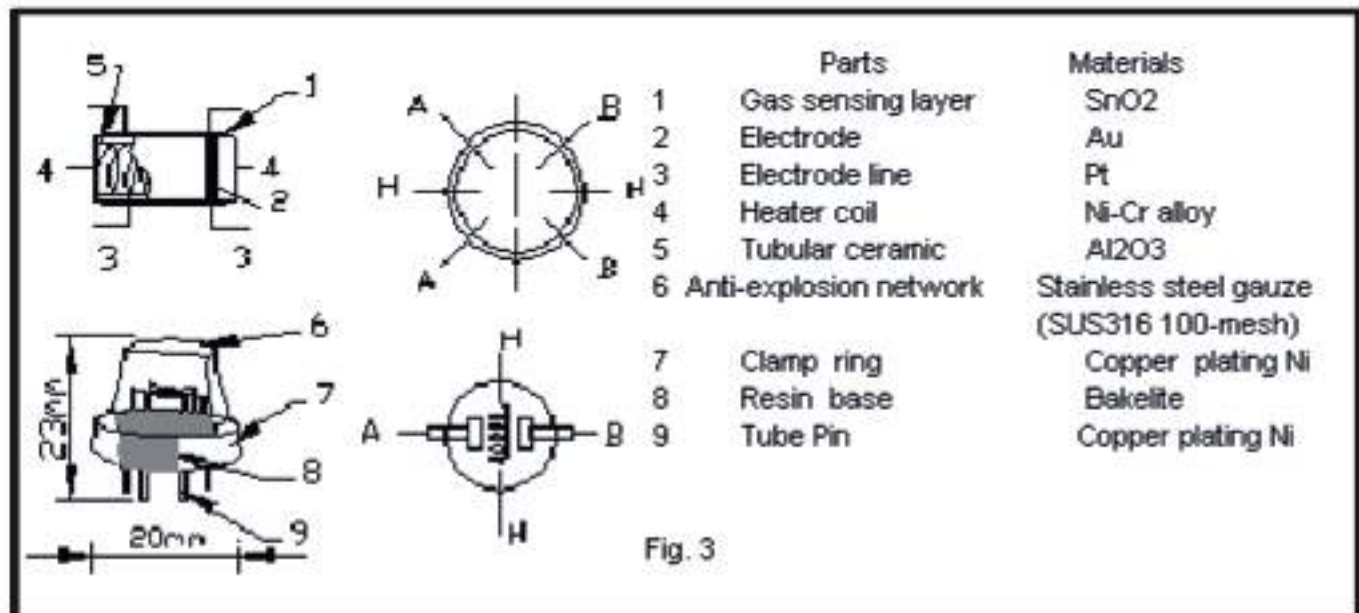 Parts Materials
1 Gas sensing layer SnO2
2 Electrode Au
3 Electrode line Pt
4 Heater coil Ni-Cr alloy
5 Tubular ceramic Al2O3
6 Anti-explosion network Stainless steel gauze
(SUS316 100-mesh)
7 Clamp ring Copper plating Ni
8 Resin base Bakelite
9 Tube Pin Copper plating Ni
5
1
4
4
2
3
3
A
B
H
H
A
B
6
7
8
9
23mm
20mm
H
A
B
H
Fig. 3